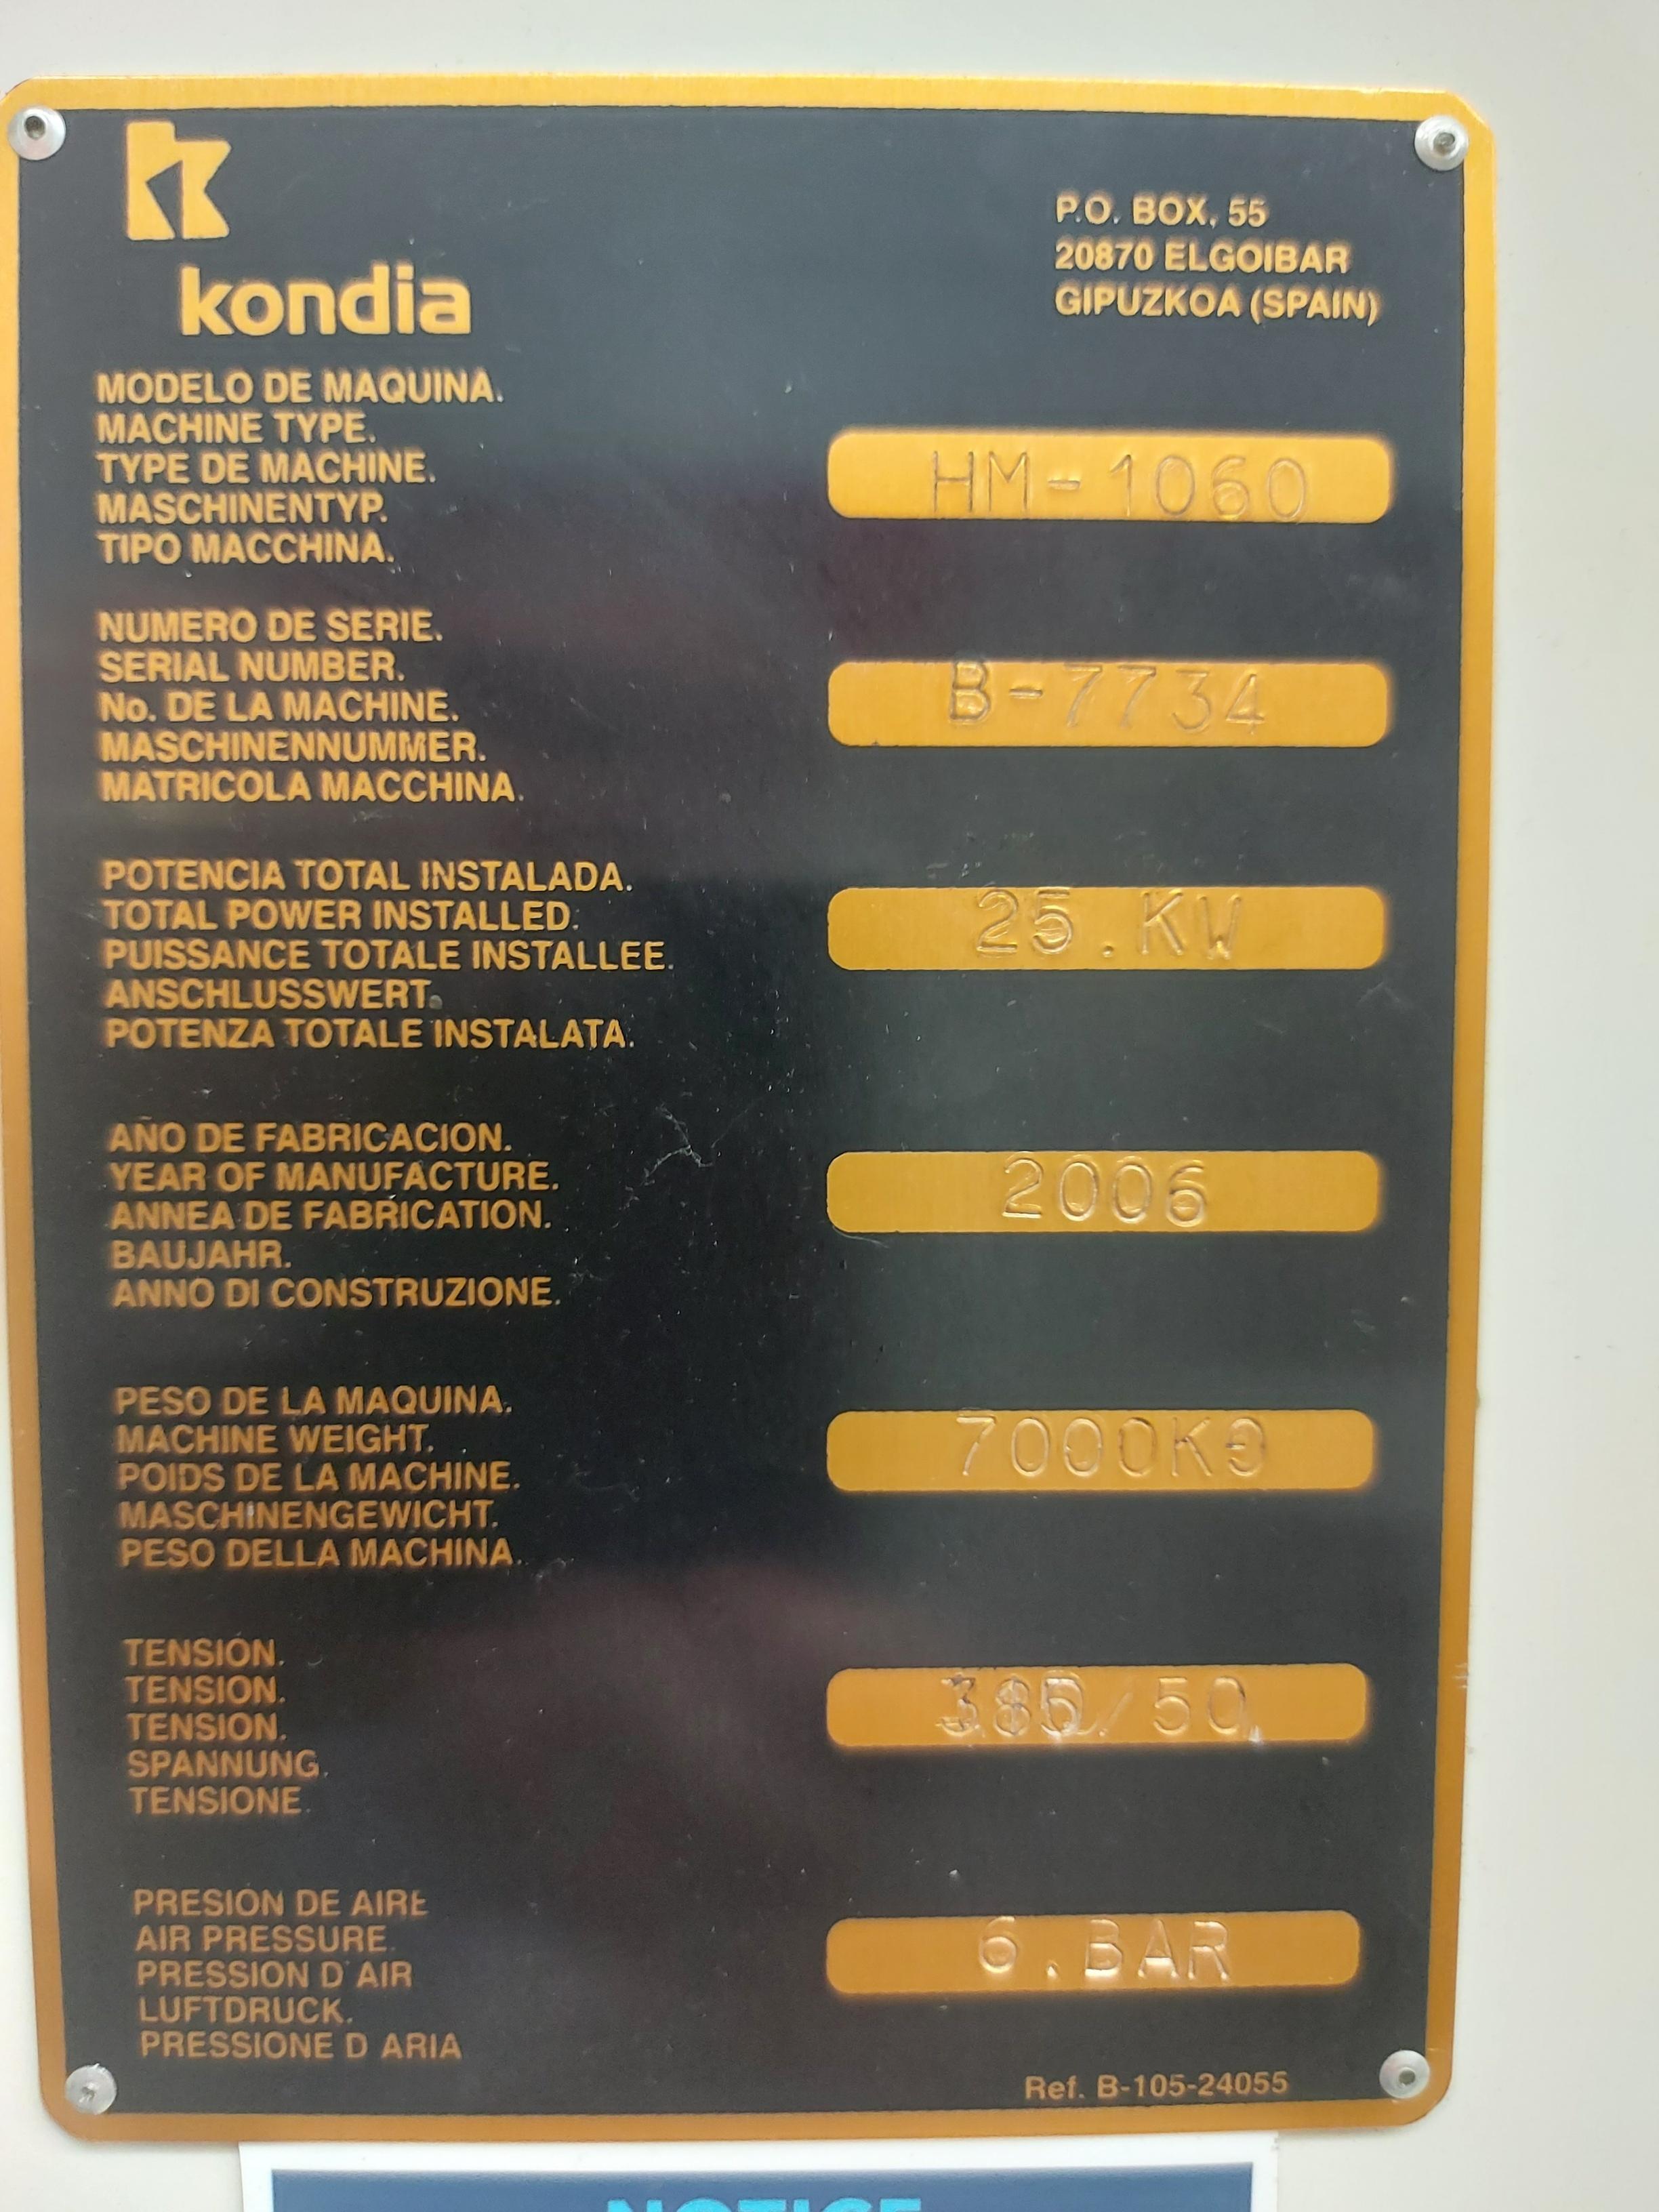 kondia
P.O. BOX, 55
20870 ELGOIBAR
GIPUZKOA (SPAIN)
MODELO DE MAQUINA.
MACHINE TYPE.
TYPE DE MACHINE.
MASCHINENTYP.
TIPO MACCHINA.
HM-1060
NUMERO DE SERIE.
SERIAL NUMBER.
No. DE LA MACHINE.
MASCHINENNUMMER.
MATRICOLA MACCHINA.
B-7734
POTENCIA TOTAL INSTALADA.
TOTAL POWER INSTALLED.
PUISSANCE TOTALE INSTALLEE.
ANSCHLUSSWERT.
POTENZA TOTALE INSTALATA.
25.KW
AÑO DE FABRICACION.
YEAR OF MANUFACTURE.
ANNEA DE FABRICATION.
BAUJAHR.
ANNO DI CONSTRUZIONE.
2006
PESO DE LA MAQUINA.
MACHINE WEIGHT.
POIDS DE LA MACHINE.
MASCHINENGEWICHT.
PESO DELLA MACHINA.
7000KG
TENSION.
TENSION.
TENSION.
SPANNUNG.
TENSIONE.
/50
PRESION DE AIRE
AIR PRESSURE.
PRESSION D'AIR
LUFTDRUCK.
PRESSIONE D ARIA
6.BAR
Ref. B-105-24055
NOTICE